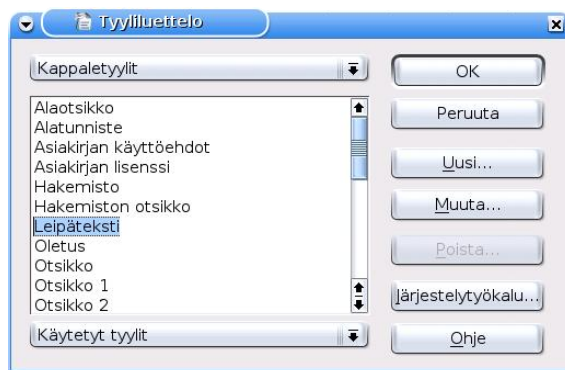 Tyyliluettelo
Kappaletyylit
Alaotsikko
Alatunniste
Asiakirjan käyttöehdot
Asiakirjan lisenssi
Hakemisto
Hakemiston otsikko
Leipäteksti
Oletus
Otsikko
Otsikko 1
Otsikko 2
Käytetyt tyylit
OK
Peruuta
Uusi...
Muuta...
Poista...
Järjestelytyökalu...
Ohje